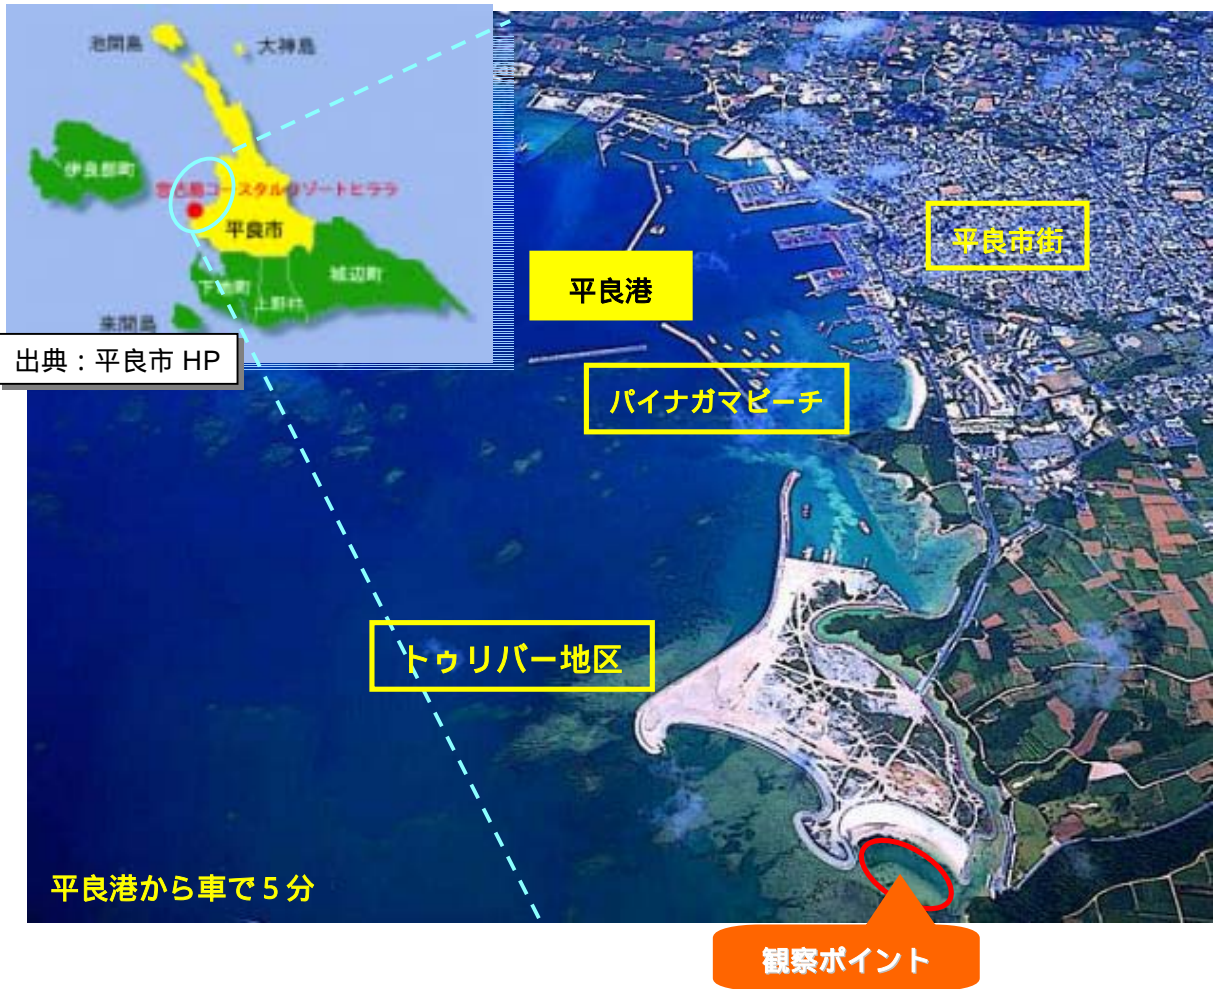 池間島
大神島
伊良部町
宮古島コースタルリゾートヒララ
平良市
下地町
上野村
城辺町
来間島
出典：平良市 HP
平良市街
平良港
パイナガマビーチ
トゥリバー地区
平良港から車で５分
観察ポイント